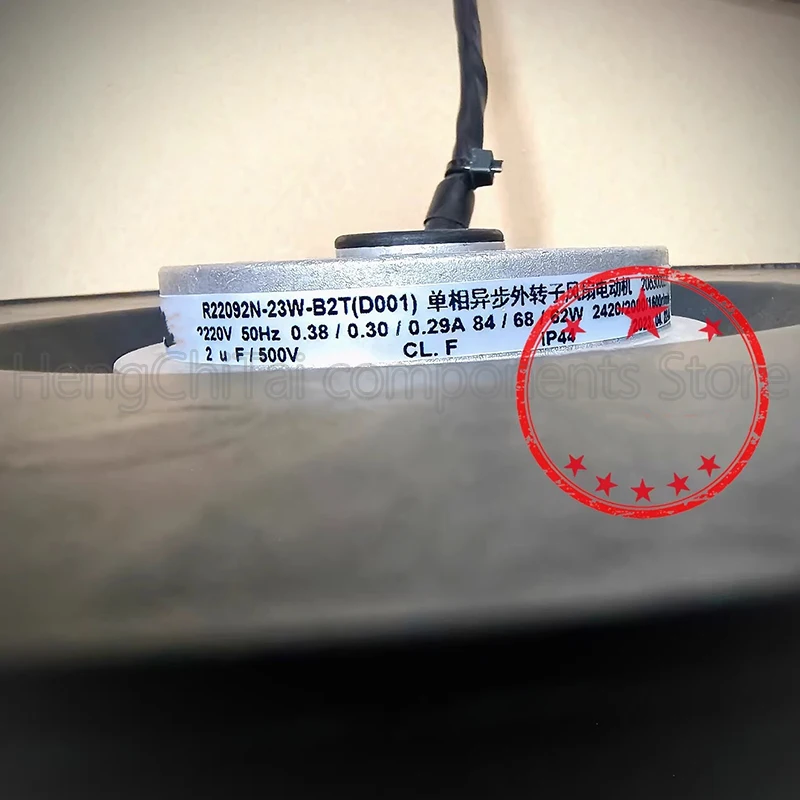 R22092N-23W-B2T(D001) 单相异步外转子风扇电动机
220V 50Hz 0.38 / 0.30 / 0.29A 84 / 68 / 62W
2 u F / 500V CL. F IP44
HengChiTai components Store